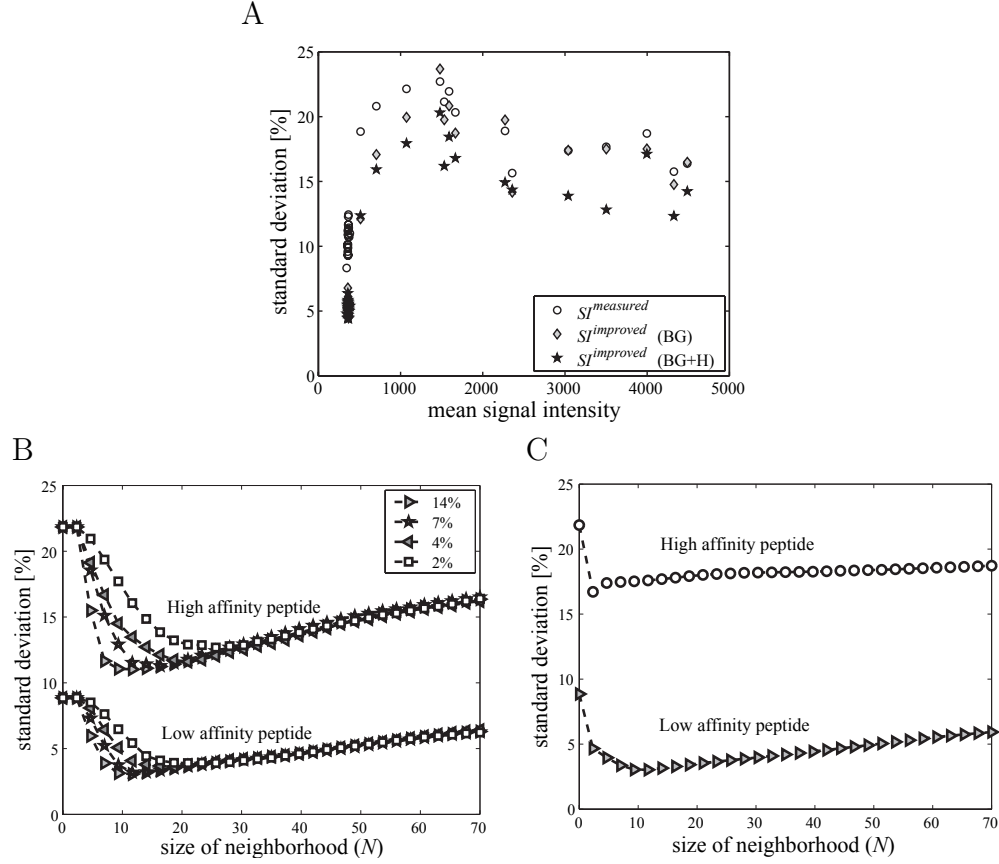 A
25
20
15
10
5
0
standard deviation [%]
SI^measured
SI^improved (BG)
SI^improved (BG+H)
0 1000 2000 3000 4000 5000
mean signal intensity
B
25
20
15
10
5
0
standard deviation [%]
14%
7%
4%
2%
High affinity peptide
Low affinity peptide
0 10 20 30 40 50 60 70
size of neighborhood (N)
C
25
20
15
10
5
0
standard deviation [%]
High affinity peptide
Low affinity peptide
0 10 20 30 40 50 60 70
size of neighborhood (N)